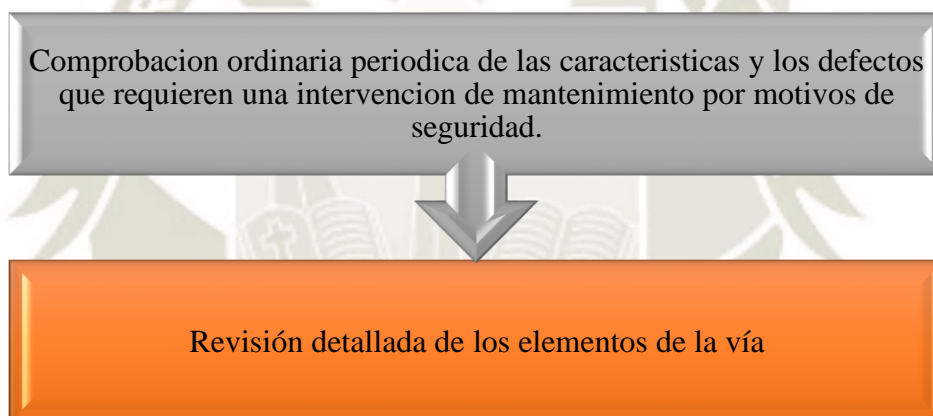 Comprobacion ordinaria periodica de las caracteristicas y los defectos
que requieren una intervencion de mantenimiento por motivos de
seguridad.
Revisión detallada de los elementos de la vía